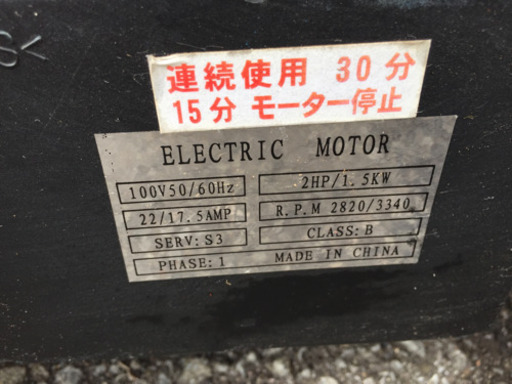 連続使用 30分
15分 モーター停止
ELECTRIC MOTOR
100V50/60Hz 2HP/1.5KW
22/17.5AMP R.P.M 2820/3340
SERV:S3 CLASS:B
PHASE:1 MADE IN CHINA